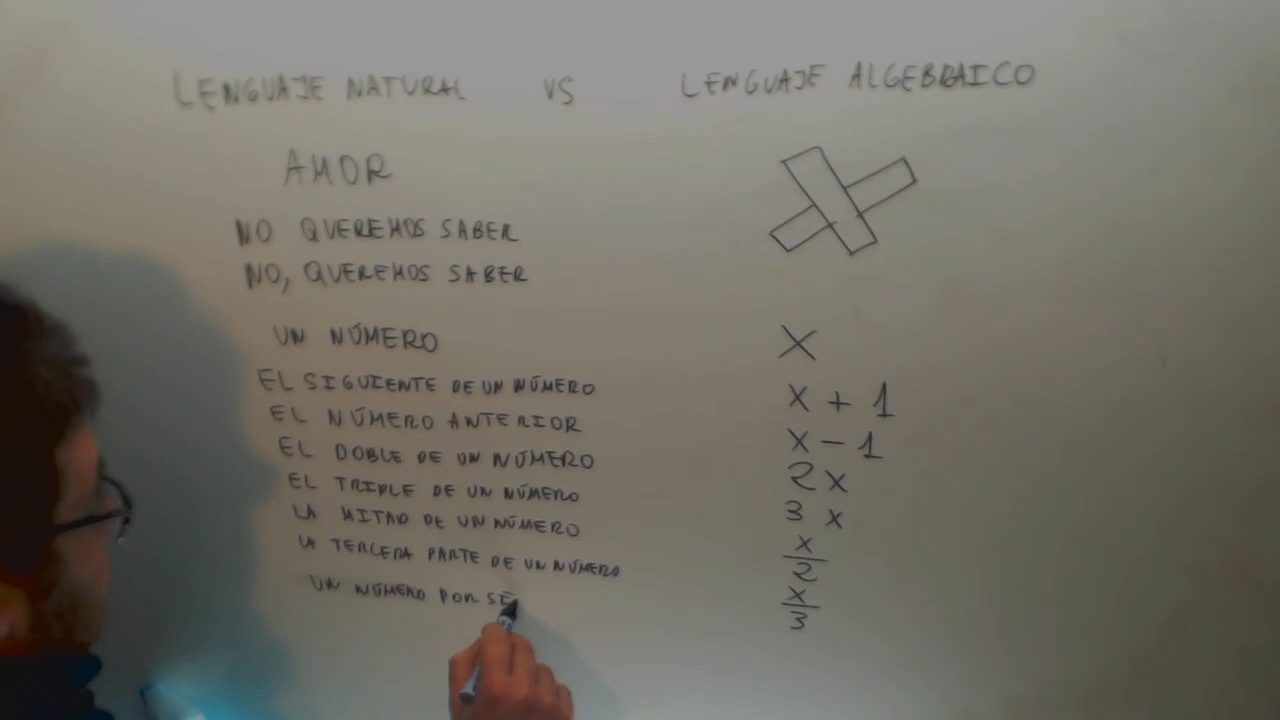 LENGUAJE NATURAL VS LENGUAJE ALGEBRAICO
AMOR
NO QUEREMOS SABER
NO, QUEREMOS SABER
UN NÚMERO X
EL SIGUIENTE DE UN NÚMERO X + 1
EL NÚMERO ANTERIOR X - 1
EL DOBLE DE UN NÚMERO 2X
EL TRIPLE DE UN NÚMERO 3X
LA MITAD DE UN NÚMERO X/2
LA TERCERA PARTE DE UN NÚMERO X/3
UN NÚMERO POR SE